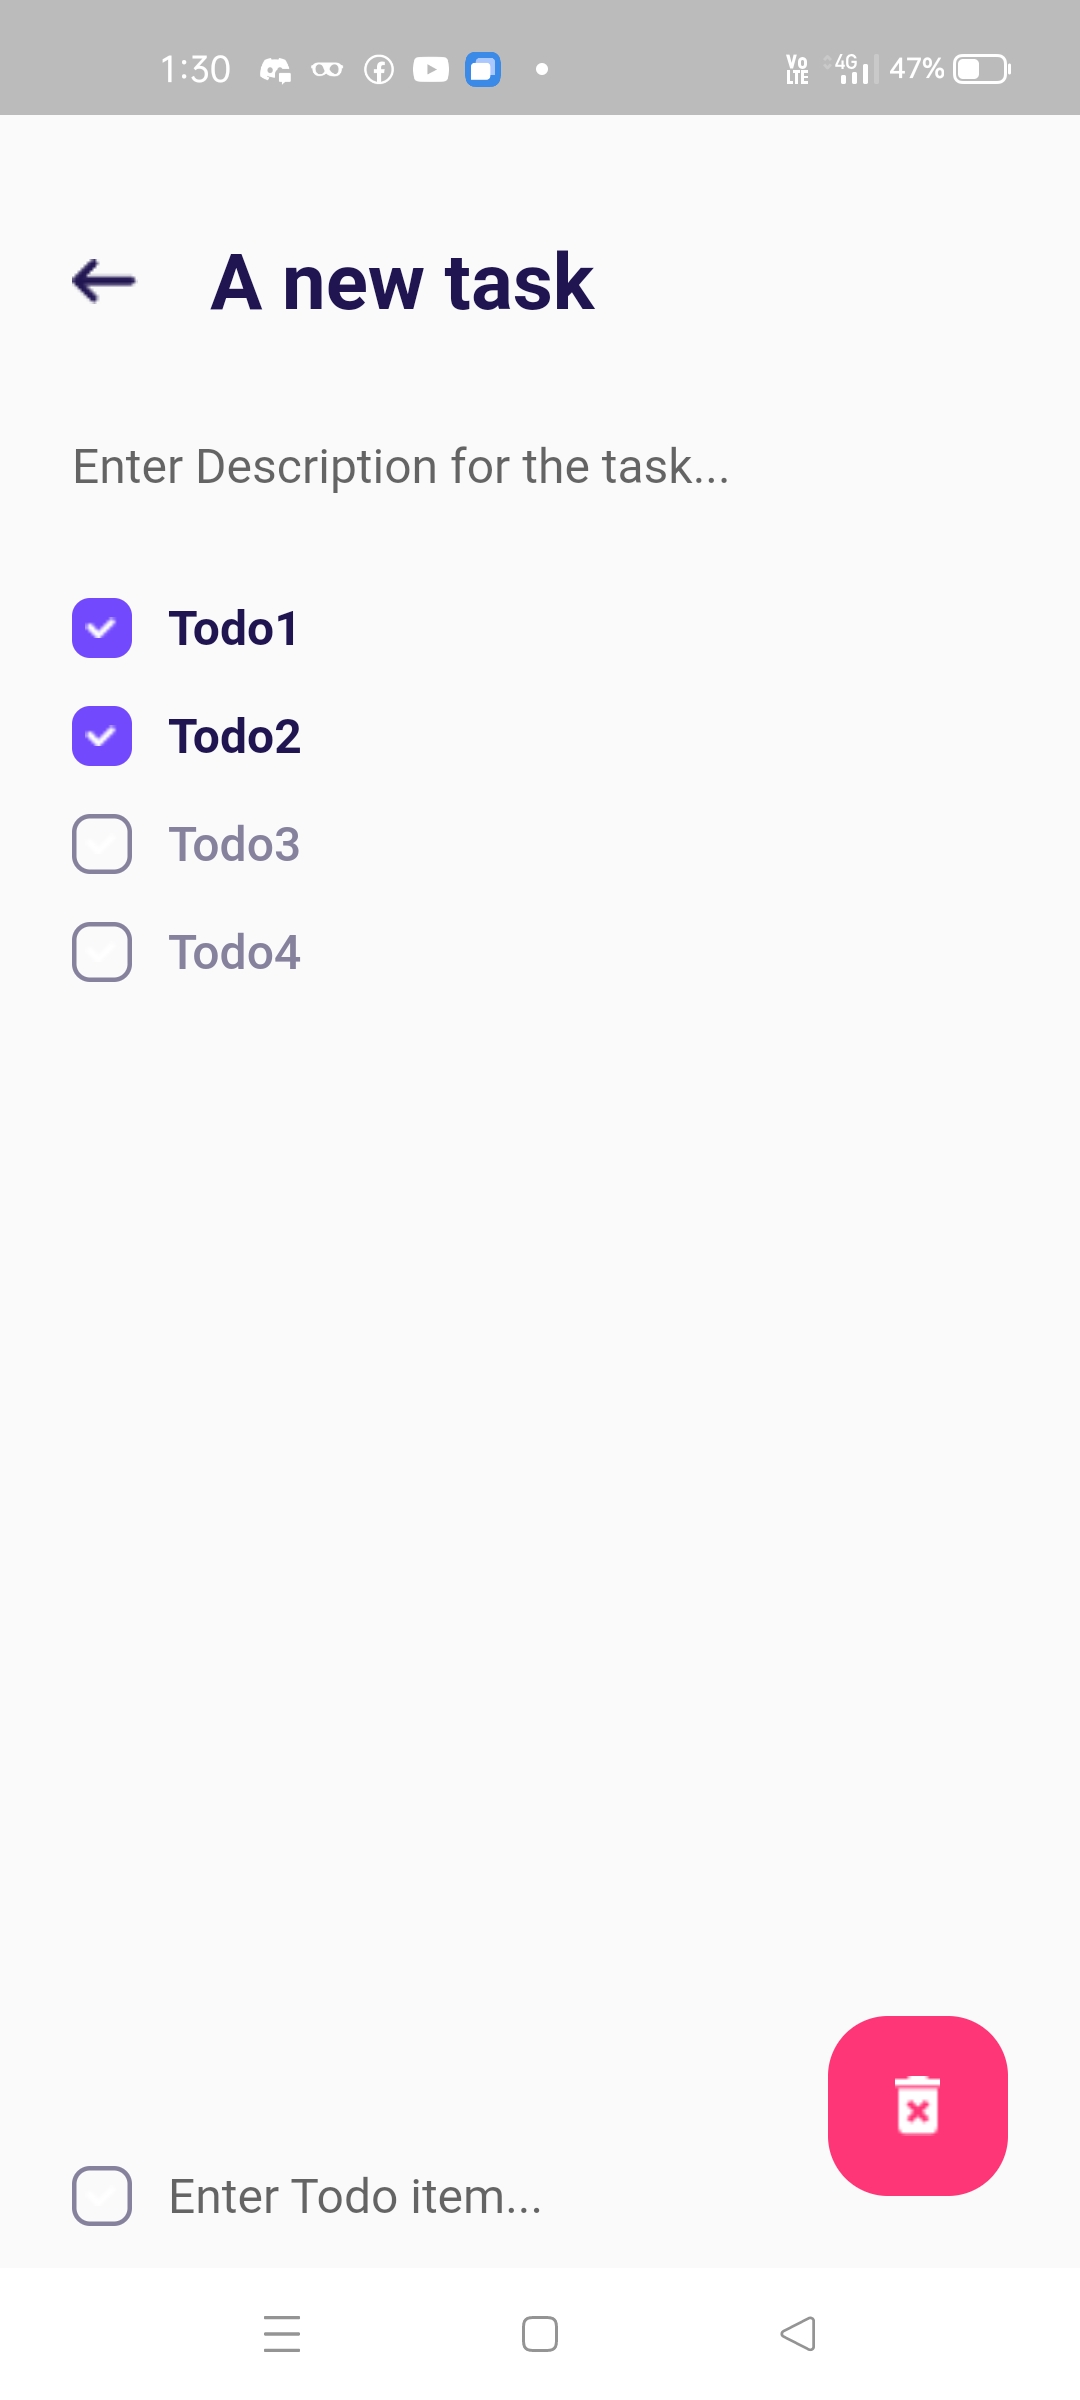 1:30 Vo LTE 4G 47%
A new task
Enter Description for the task...
Todo1
Todo2
Todo3
Todo4
Enter Todo item...